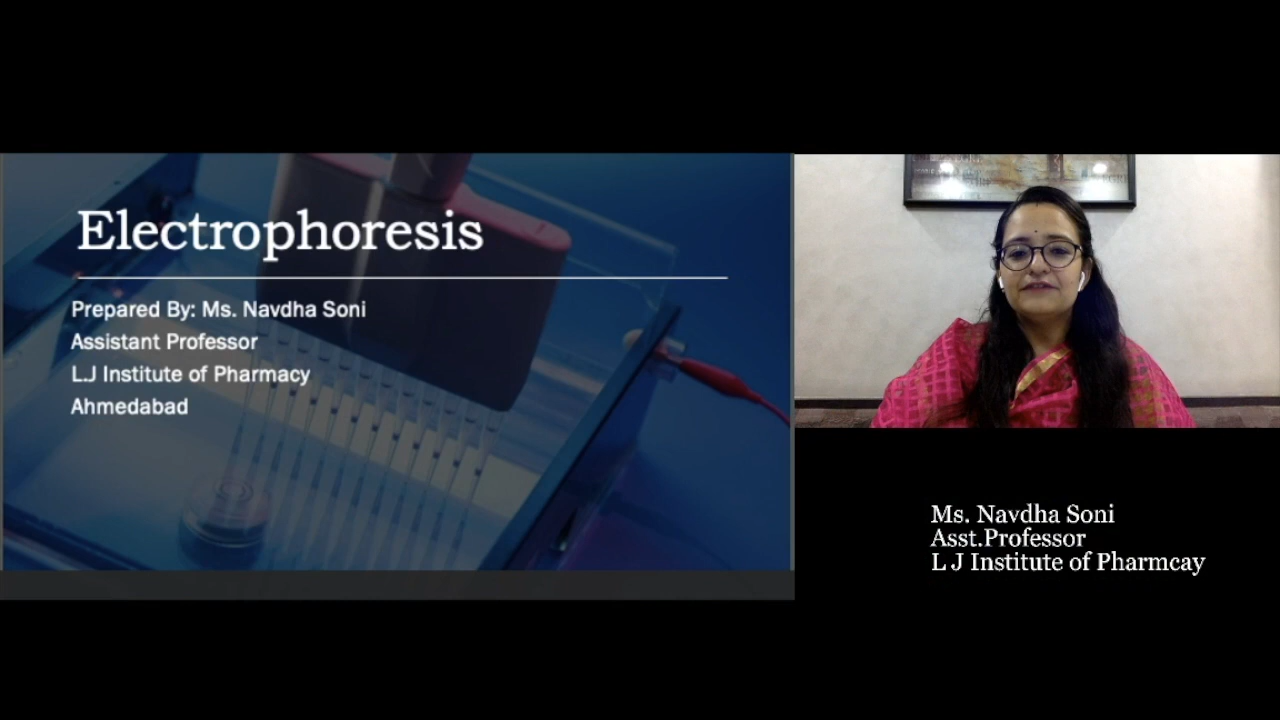 Electrophoresis
Prepared By: Ms. Navdha Soni
Assistant Professor
L.J Institute of Pharmacy
Ahmedabad
Ms. Navdha Soni
Asst.Professor
L J Institute of Pharmcay